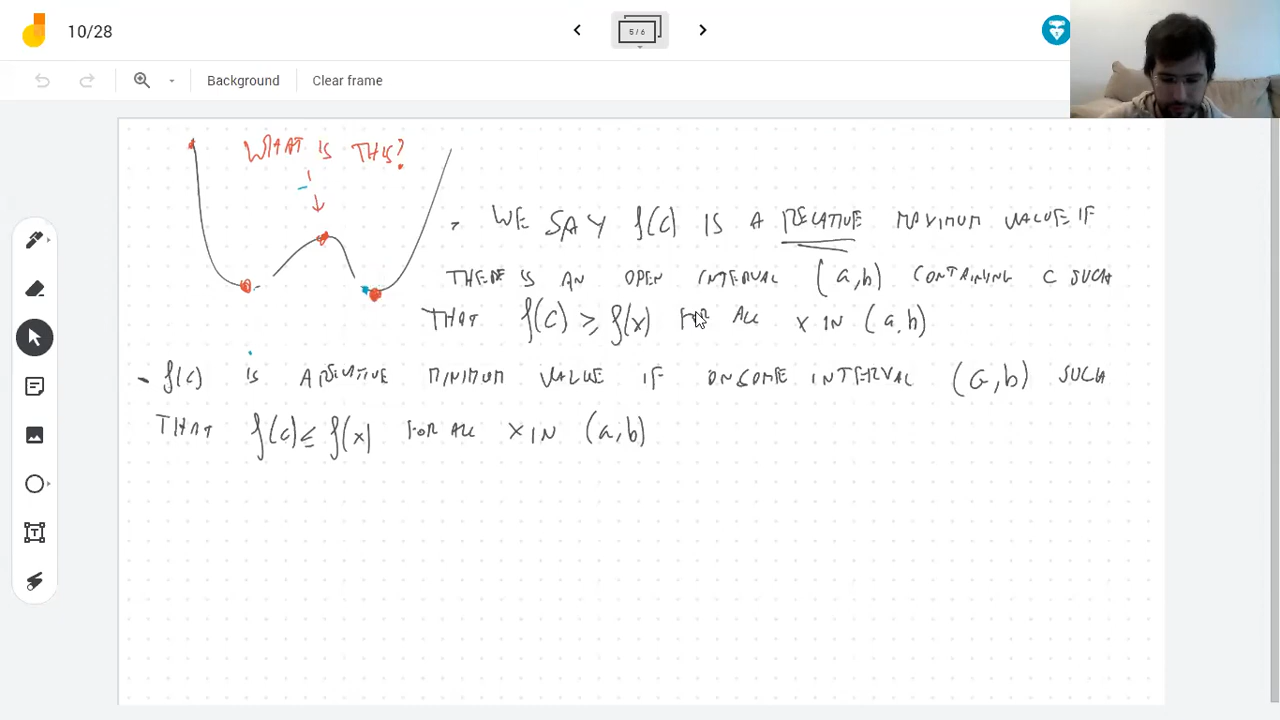 10/28
5 / 6
Background
Clear frame
WHAT IS THIS?
WE SAY f(c) IS A RELATIVE MAXIMUM VALUE IF
THERE IS AN OPEN INTERVAL (a,b) CONTAINING C SUCH
THAT f(c) ⩾ f(x) FOR ALL x IN (a,b)
- f(c) is A RELATIVE MINIMUM VALUE IF ON SOME INTERVAL (a,b) SUCH
THAT f(c) ≤ f(x) FOR ALL x IN (a,b)